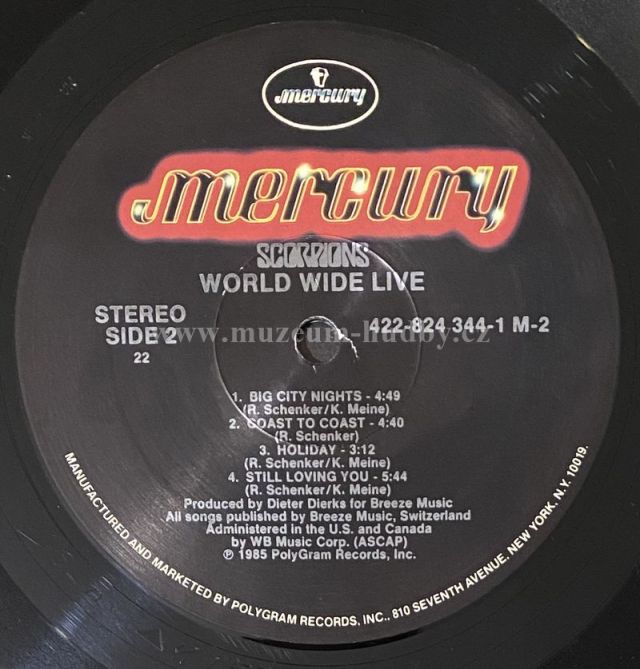 mercury
mercury
SCORPIONS
WORLD WIDE LIVE
STEREO
SIDE 2
22
422-824 344-1 M-2
www.muzeum-hudby.cz
1. BIG CITY NIGHTS - 4:49
(R. Schenker/K. Meine)
2. COAST TO COAST - 4:40
(R. Schenker)
3. HOLIDAY - 3:12
(R. Schenker/K. Meine)
4. STILL LOVING YOU - 5:44
(R. Schenker/K. Meine)
Produced by Dieter Dierks for Breeze Music
All songs published by Breeze Music, Switzerland
Administered in the U.S. and Canada
by WB Music Corp. (ASCAP)
℗ 1985 PolyGram Records, Inc.
MANUFACTURED AND MARKETED BY POLYGRAM RECORDS, INC., 810 SEVENTH AVENUE, NEW YORK, N.Y. 10019.